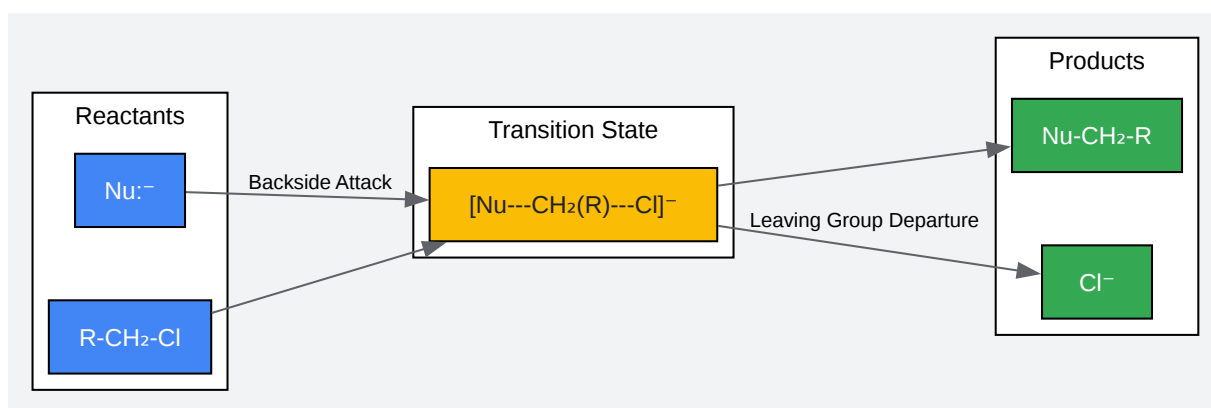 Reactants
Nu:⁻
R-CH₂-Cl
Backside Attack
Transition State
[Nu---CH₂(R)---Cl]⁻
Leaving Group Departure
Products
Nu-CH₂-R
Cl⁻